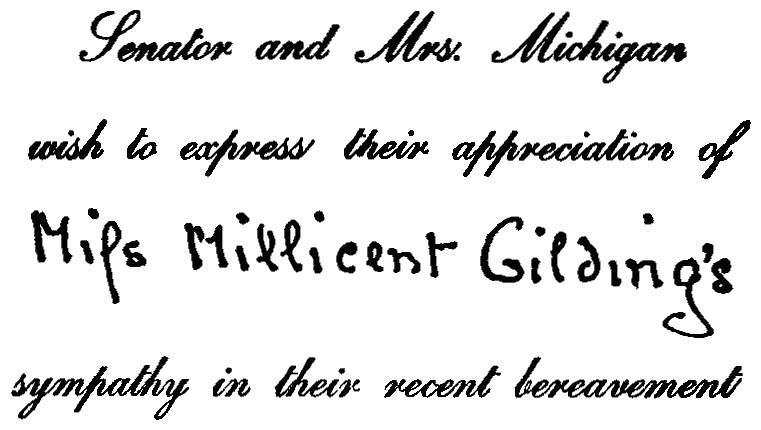 Senator and Mrs. Michigan
wish to express their appreciation of
Miſs Millicent Gilding's
sympathy in their recent bereavement